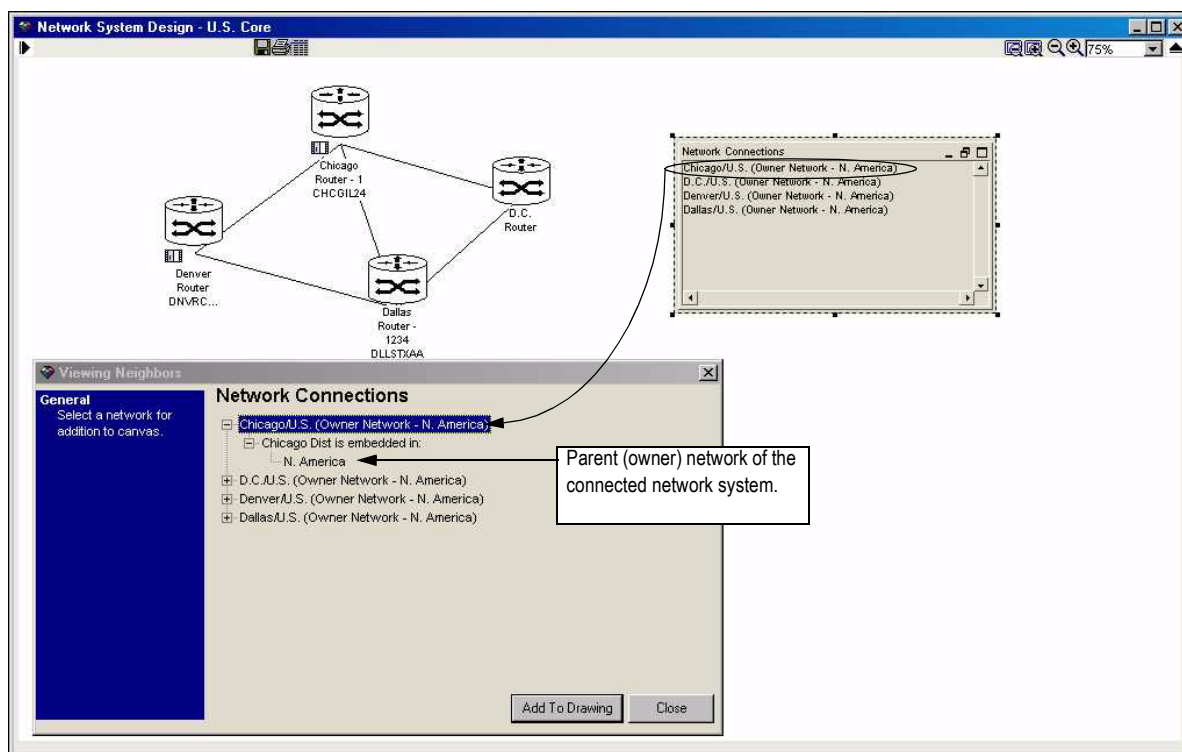 Network System Design - U.S. Core
75%
Chicago
Router - 1
CHCGIL24
D.C.
Router
Denver
Router
DNVRC...
Dallas
Router -
1234
DLLSTXAA
Network Connections
Chicago/U.S. (Owner Network - N. America)
D.C./U.S. (Owner Network - N. America)
Denver/U.S. (Owner Network - N. America)
Dallas/U.S. (Owner Network - N. America)
Viewing Neighbors
General
Select a network for
addition to canvas.
Network Connections
Chicago/U.S. (Owner Network - N. America)
Chicago Dist is embedded in:
N. America
D.C./U.S. (Owner Network - N. America)
Denver/U.S. (Owner Network - N. America)
Dallas/U.S. (Owner Network - N. America)
Parent (owner) network of the
connected network system.
Add To Drawing
Close